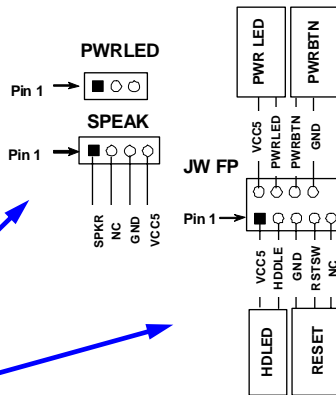 PWRLED
Pin 1
SPEAK
Pin 1
SPKR
NC
GND
VCC5
PWR LED
PWRBTN
VCC5
PWRLED
PWRBTN
GND
JW FP
Pin 1
VCC5
HDDLE
GND
RSTSW
NC
HDLED
RESET